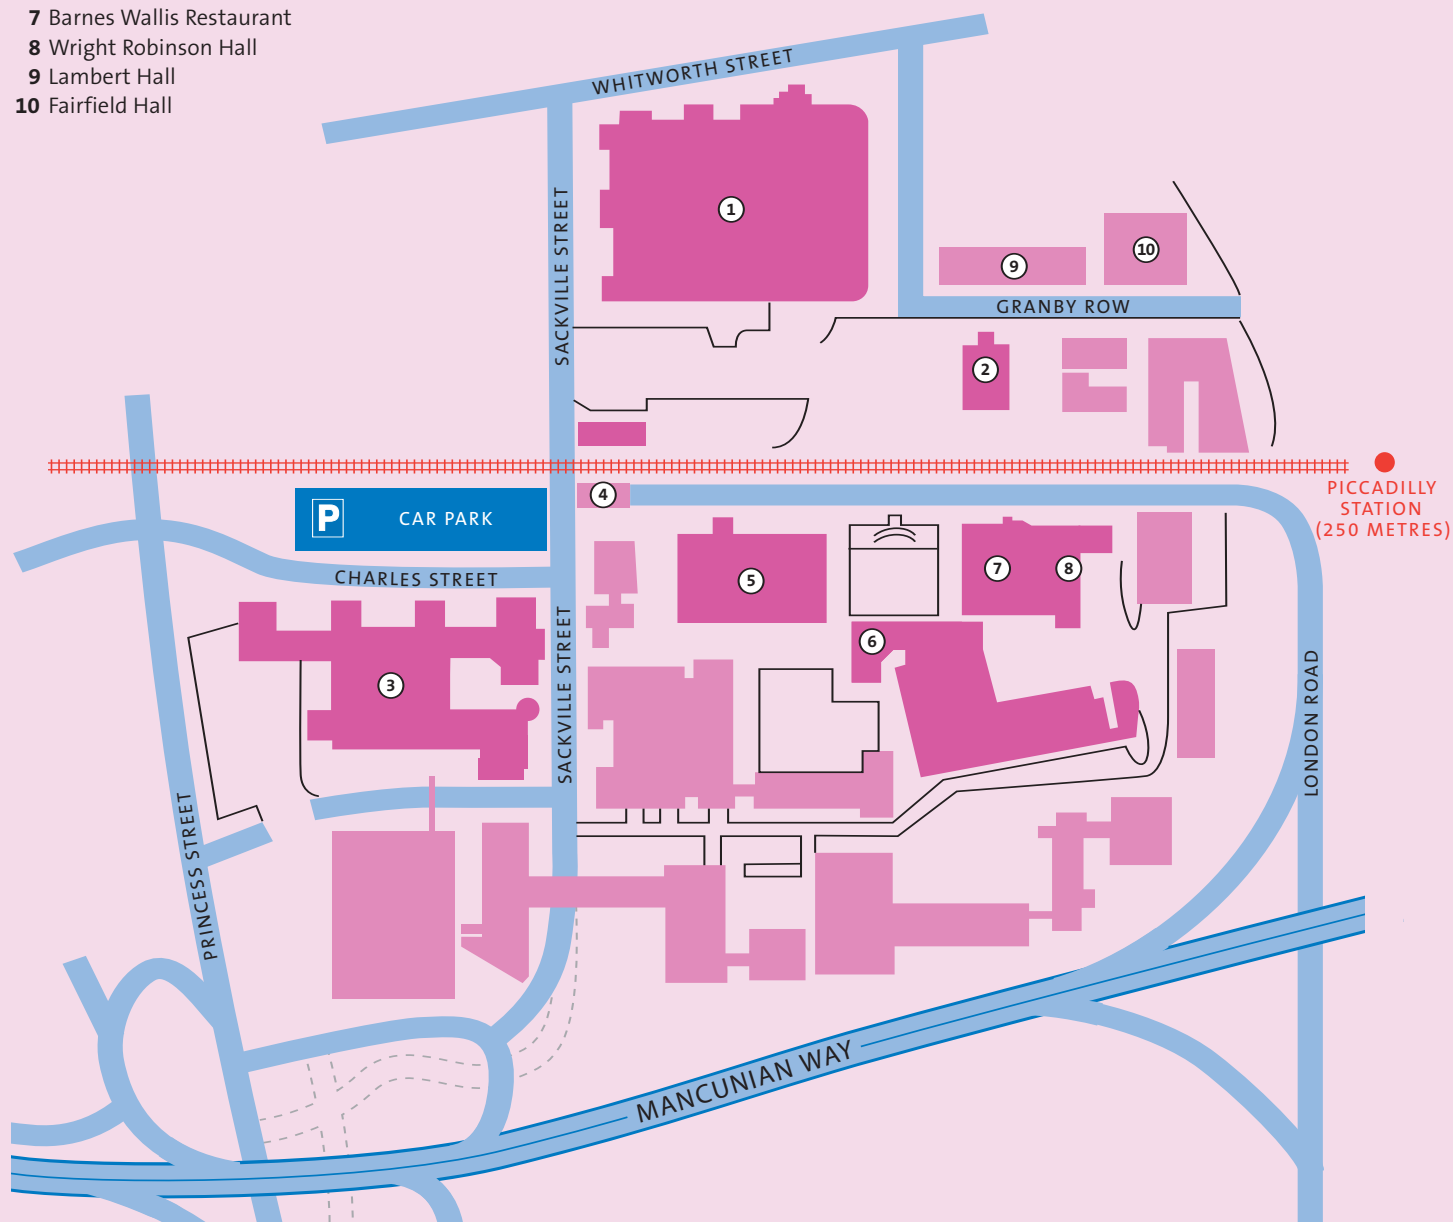 7 Barnes Wallis Restaurant
8 Wright Robinson Hall
9 Lambert Hall
10 Fairfield Hall
WHITWORTH STREET
SACKVILLE STREET
1
9
10
GRANBY ROW
2
PICCADILLY
STATION
(250 METRES)
P CAR PARK
4
CHARLES STREET
5
7
8
6
3
SACKVILLE STREET
LONDON ROAD
PRINCESS STREET
MANCUNIAN WAY